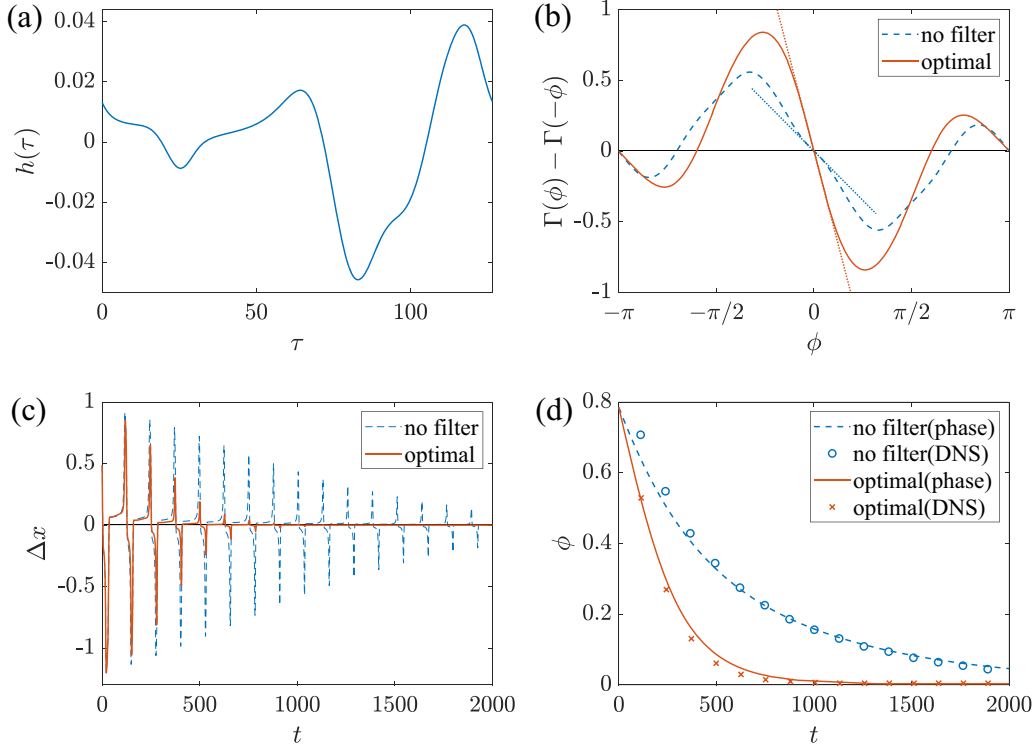 (a)
0.04
0.02
0
-0.02
-0.04
h(τ)
0
50
100
τ
(b)
1
0.5
0
-0.5
-1
Γ(ϕ) − Γ(−ϕ)
no filter
optimal
−π
−π/2
0
π/2
π
ϕ
(c)
1
0.5
0
-0.5
-1
Δx
no filter
optimal
0
500
1000
1500
2000
t
(d)
0.8
0.6
0.4
0.2
0
ϕ
no filter(phase)
no filter(DNS)
optimal(phase)
optimal(DNS)
0
500
1000
1500
2000
t